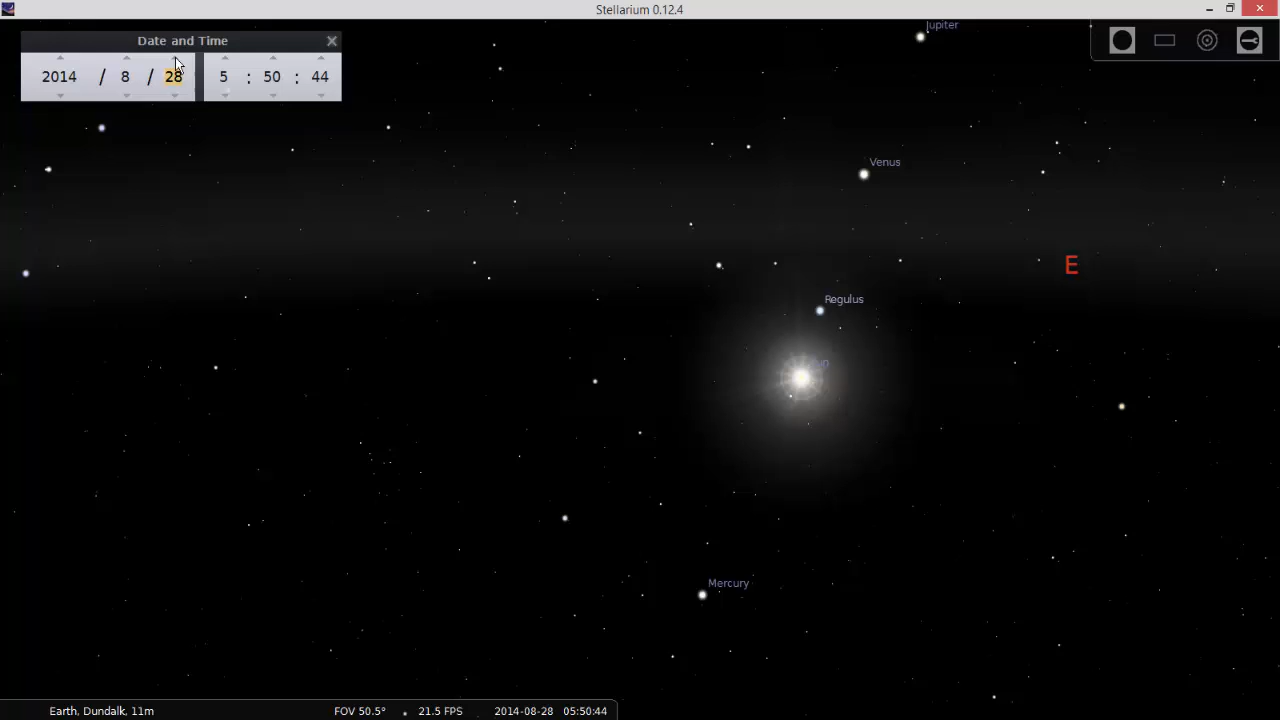 Stellarium 0.12.4
Date and Time
2014 / 8 / 28 5 : 50 : 44
Jupiter
Venus
E
Regulus
Mercury
Earth, Dundalk, 11m FOV 50.5° 21.5 FPS 2014-08-28 05:50:44